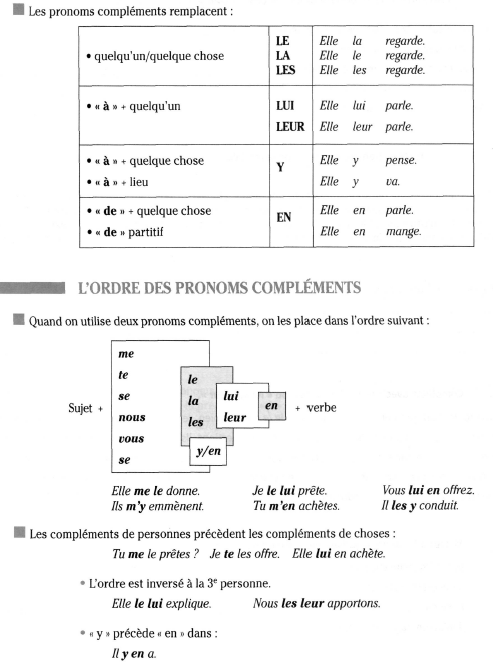 Les pronoms compléments remplacent :
• quelqu'un/quelque chose
LE Elle la regarde.
LA Elle le regarde.
LES Elle les regarde.
• « à » + quelqu'un
LUI Elle lui parle.
LEUR Elle leur parle.
• « à » + quelque chose
• « à » + lieu
Y
Elle y pense.
Elle y va.
• « de » + quelque chose
• « de » partitif
EN
Elle en parle.
Elle en mange.
L'ORDRE DES PRONOMS COMPLÉMENTS
Quand on utilise deux pronoms compléments, on les place dans l'ordre suivant :
Sujet +
me
te
se
nous
vous
se
le
la
les
lui
leur
y/en
en
+ verbe
Elle me le donne. Je le lui prête. Vous lui en offrez.
Ils m'y emmènent. Tu m'en achètes. Il les y conduit.
Les compléments de personnes précèdent les compléments de choses :
Tu me le prêtes ? Je te les offre. Elle lui en achète.
• L'ordre est inversé à la 3e personne.
Elle le lui explique. Nous les leur apportons.
• « y » précède « en » dans :
Il y en a.